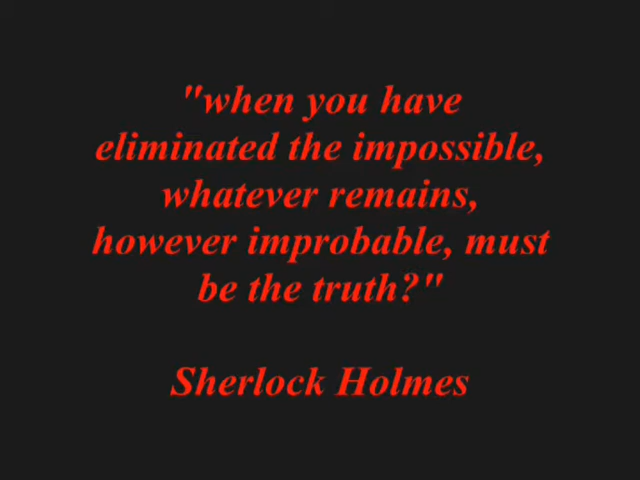 "when you have
eliminated the impossible,
whatever remains,
however improbable, must
be the truth?"
Sherlock Holmes